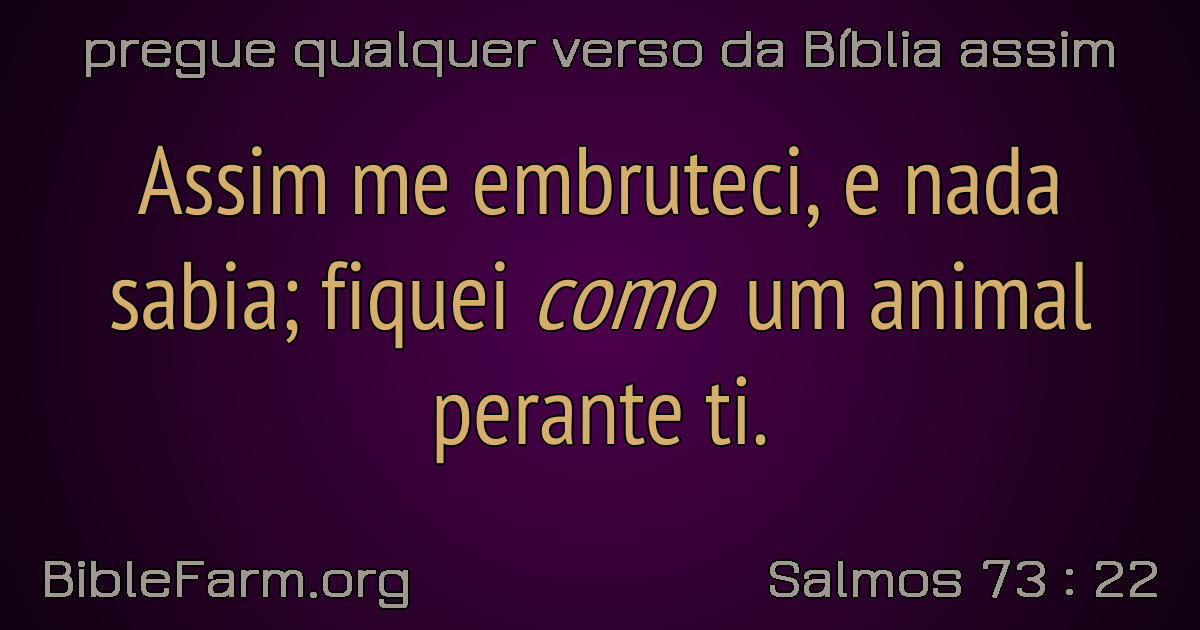 pregue qualquer verso da Bíblia assim
Assim me embruteci, e nada
sabia; fiquei como um animal
perante ti.
BibleFarm.org
Salmos 73 : 22